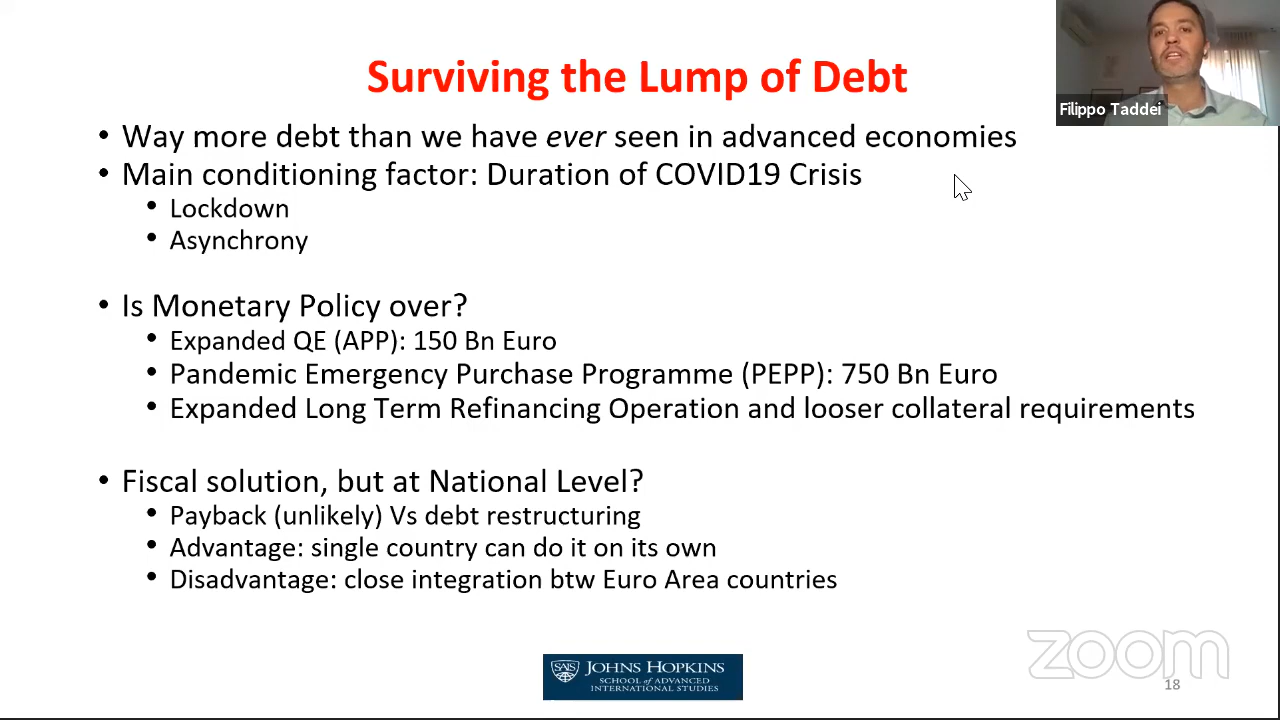 Surviving the Lump of Debt
Filippo Taddei
• Way more debt than we have ever seen in advanced economies
• Main conditioning factor: Duration of COVID19 Crisis
• Lockdown
• Asynchrony
• Is Monetary Policy over?
• Expanded QE (APP): 150 Bn Euro
• Pandemic Emergency Purchase Programme (PEPP): 750 Bn Euro
• Expanded Long Term Refinancing Operation and looser collateral requirements
• Fiscal solution, but at National Level?
• Payback (unlikely) Vs debt restructuring
• Advantage: single country can do it on its own
• Disadvantage: close integration btw Euro Area countries
SAIS
JOHNS HOPKINS
SCHOOL of ADVANCED
INTERNATIONAL STUDIES
zoom
18